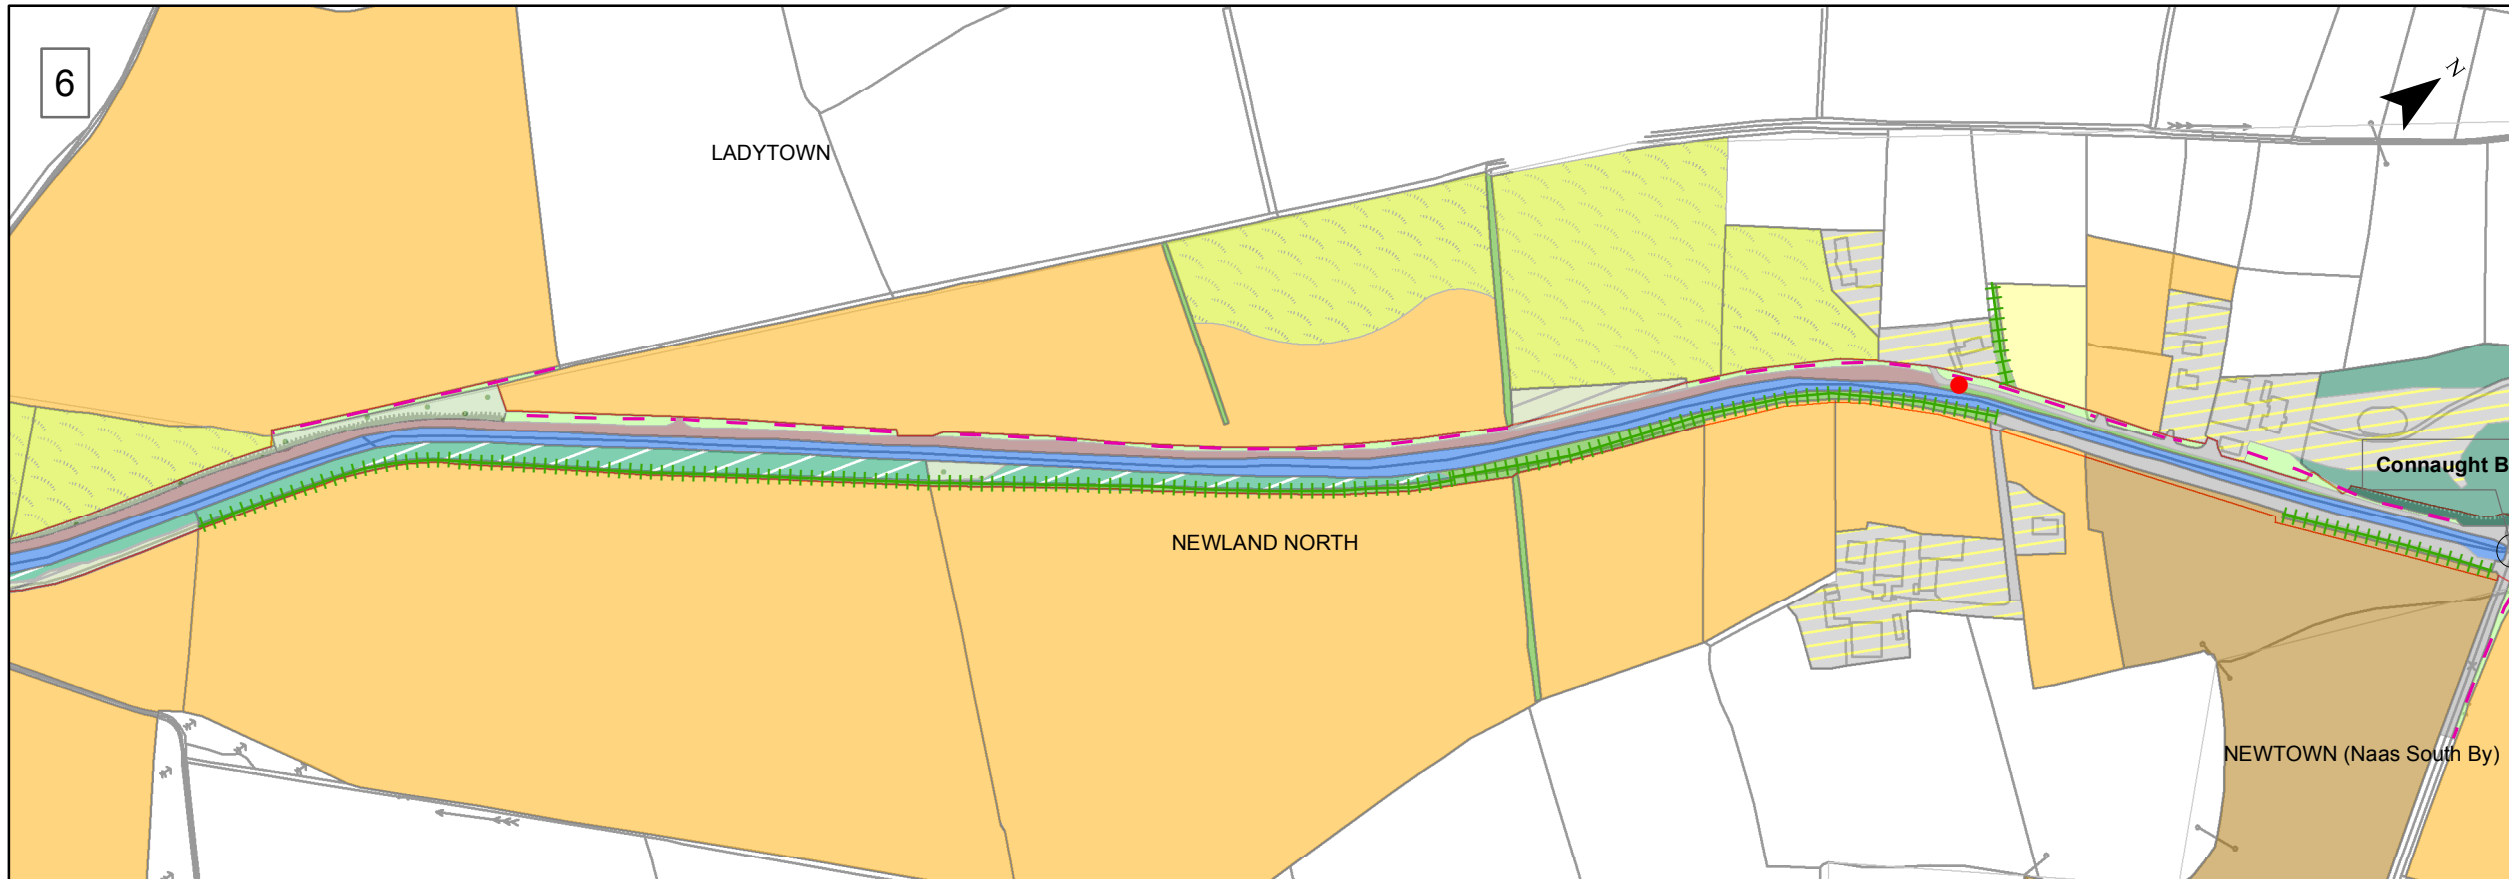 6
N
LADYTOWN
Connaught B
NEWLAND NORTH
NEWTOWN (Naas South By)